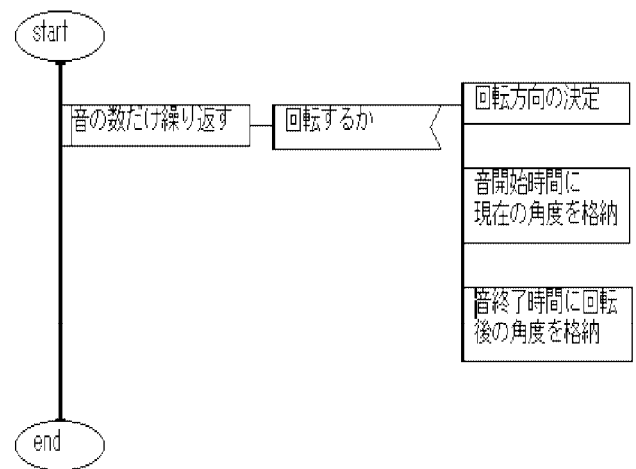 start
音の数だけ繰り返す
回転するか
回転方向の決定
音開始時間に
現在の角度を格納
音終了時間に回転
後の角度を格納
end